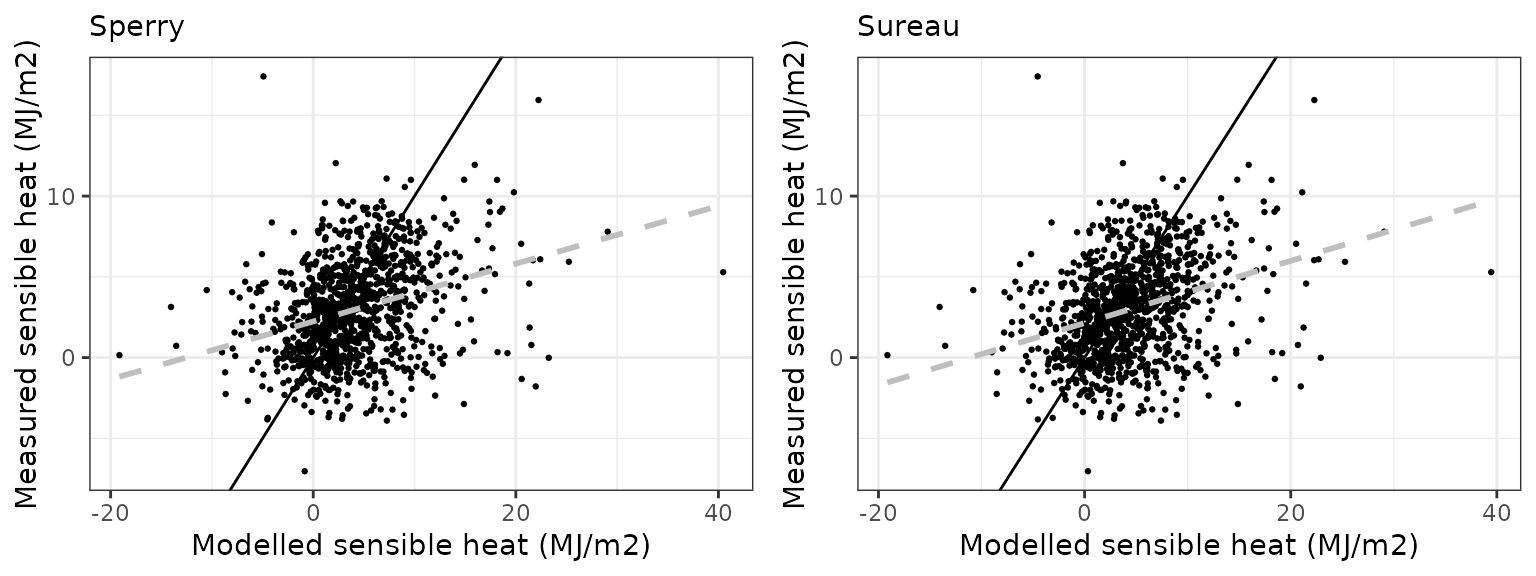 Sperry
Measured sensible heat (MJ/m2)
10
0
-20 0 20 40
Modelled sensible heat (MJ/m2)
Sureau
Measured sensible heat (MJ/m2)
10
0
-20 0 20 40
Modelled sensible heat (MJ/m2)